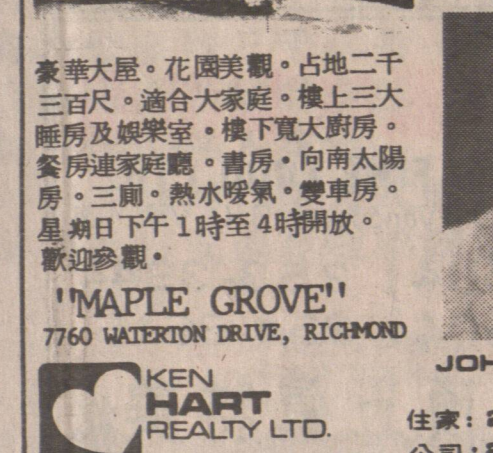 豪華大屋。花園美觀。占地二千
三百尺。適合大家庭。樓上三大
睡房及娛樂室。樓下寬大厨房。
餐房連家庭廳。書房。向南太陽
房。三廁。熱水暖氣。雙車房。
星期日下午1時至4時開放。
歡迎參觀。
"MAPLE GROVE"
7760 WATERTON DRIVE, RICHMOND
KEN
HART
REALTY LTD.
JOH
住家：2
公司：